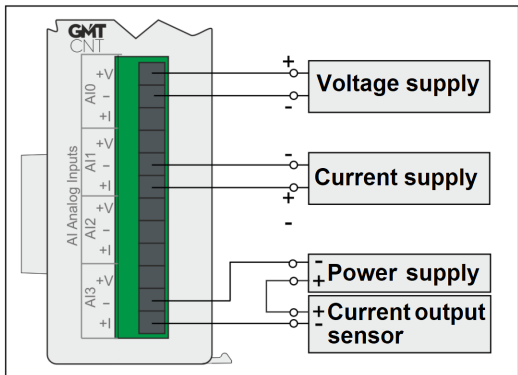 GMT
CNT
AI Analog Inputs
AI0
+V
-
+I
AI1
+V
-
+I
AI2
+V
-
+I
AI3
+V
-
+I
+
-
Voltage supply
-
+
Current supply
-
-
+
Power supply
+
-
Current output
sensor